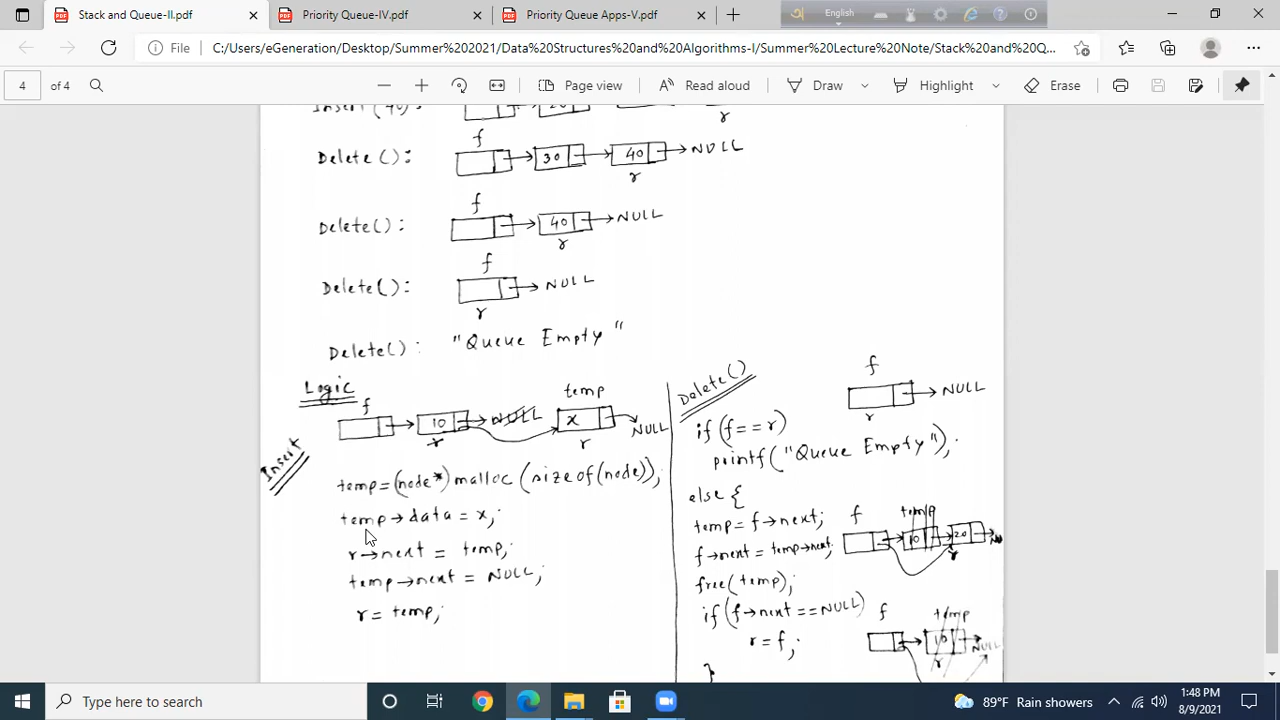 Stack and Queue-II.pdf
Priority Queue-IV.pdf
Priority Queue Apps-V.pdf
English
File
C:/Users/eGeneration/Desktop/Summer%202021/Data%20Structures%20and%20Algorithms-I/Summer%20Lecture%20Note/Stack%20and%20Q...
4 of 4
Page view
Read aloud
Draw
Highlight
Erase
Insert(40):
r
Delete():
f
30
40
NULL
r
Delete():
f
40
NULL
r
Delete():
f
NULL
r
Delete(): "Queue Empty"
Logic
f
10
NULL
temp
x
NULL
r
r
Insert
temp=(node*)malloc(size of(node));
temp→data = x;
r→next = temp;
temp→next = NULL;
r = temp;
Delete()
f
NULL
r
if(f==r)
printf("Queue Empty");
else {
temp=f→next;
f→next=temp→next;
free(temp);
if(f→next==NULL)
r=f;
}
f
temp
10
20
r
f
temp
10
NULL
r
Type here to search
89°F Rain showers
1:48 PM
8/9/2021